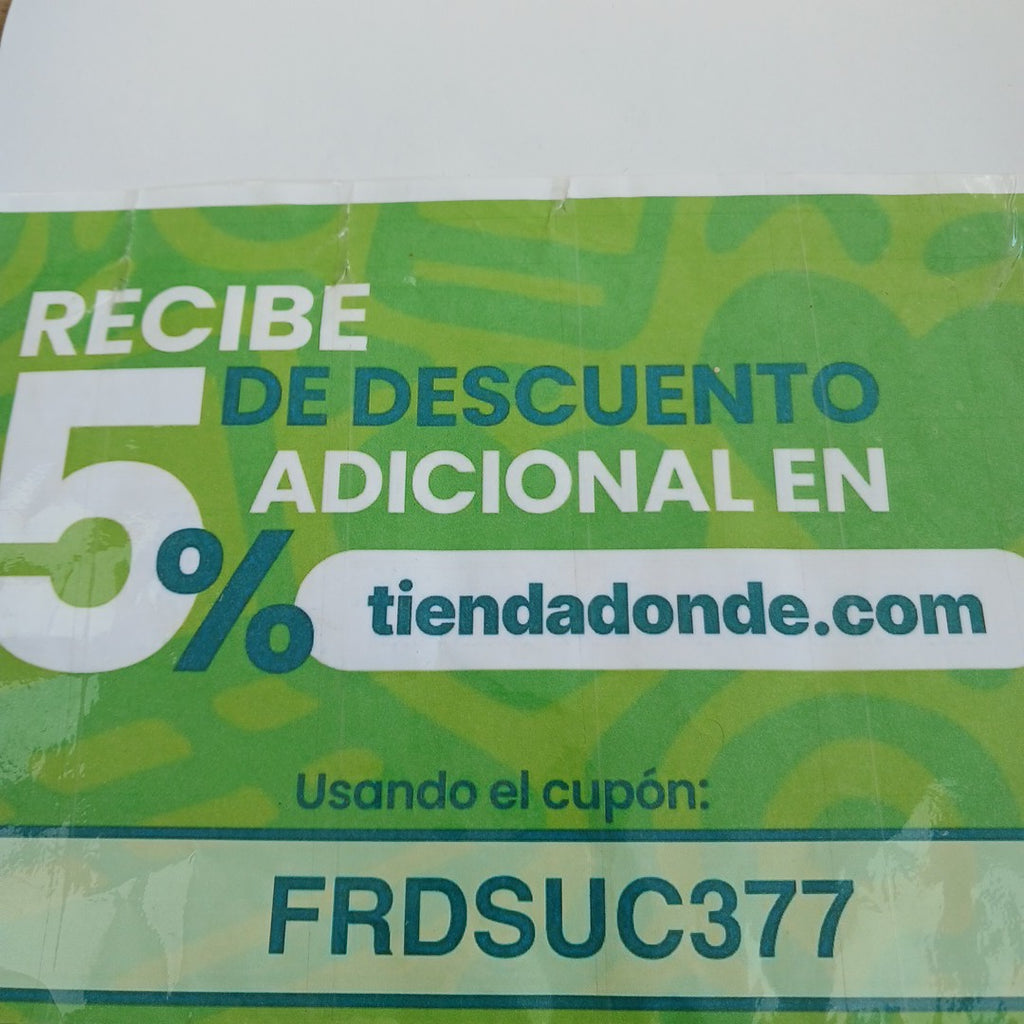 RECIBE
5% DE DESCUENTO
ADICIONAL EN
tiendadonde.com
Usando el cupón:
FRDSUC377